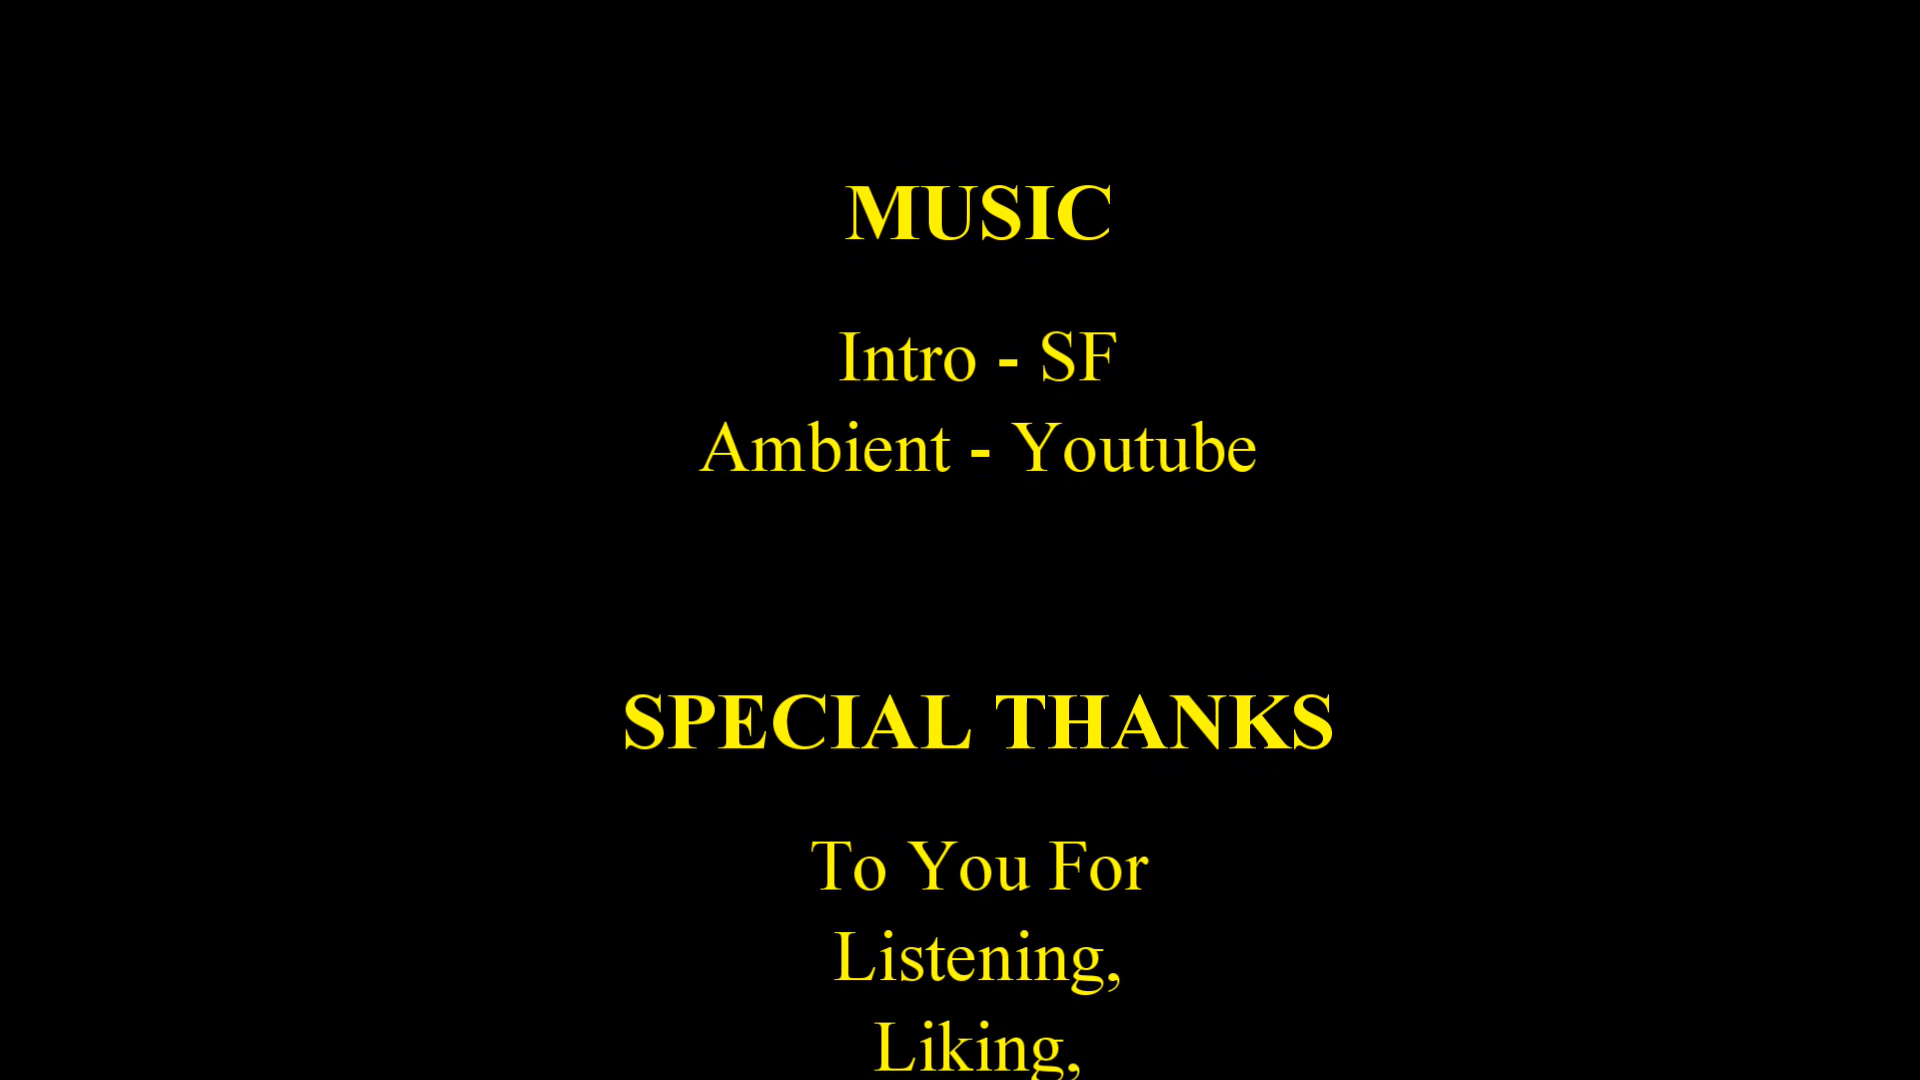 MUSIC
Intro - SF
Ambient - Youtube
SPECIAL THANKS
To You For
Listening,
Liking,